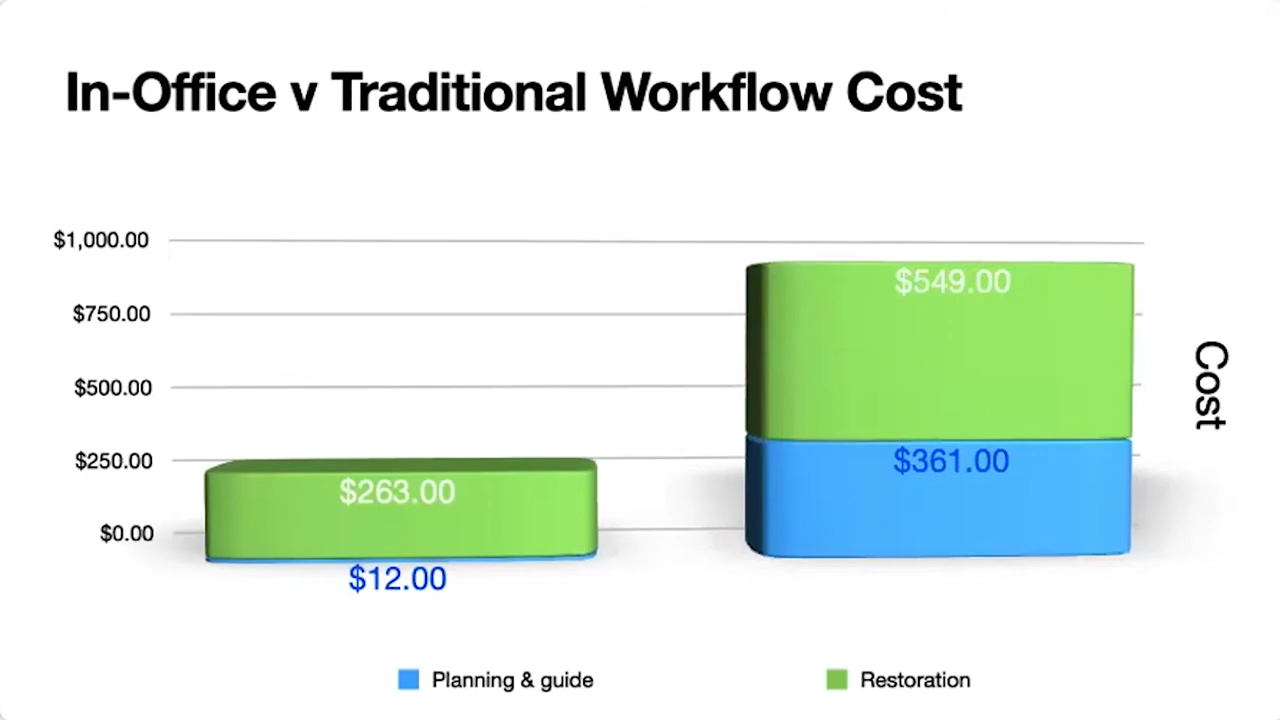 In-Office v Traditional Workflow Cost
$1,000.00
$750.00
$500.00
$250.00
$0.00
$549.00
$361.00
$263.00
$12.00
Cost
Planning & guide
Restoration